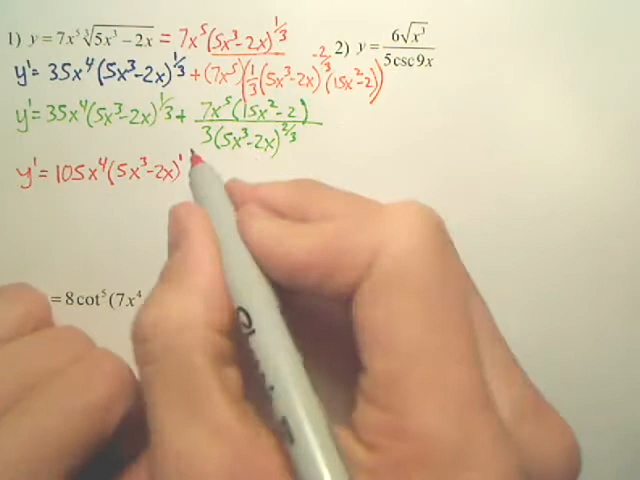 1) y = 7x⁵ ∛(5x³ − 2x) = 7x⁵(5x³-2x)^(1/3)
2) y = 6√(x³) / (5 csc 9x)
y' = 35x⁴(5x³-2x)^(1/3) + (7x⁵)(1/3(5x³-2x)^(-2/3)(15x²-2))
y' = 35x⁴(5x³-2x)^(1/3) + 7x⁵(15x²-2) / 3(5x³-2x)^(2/3)
y' = 105x⁴(5x³-2x)'
= 8cot⁵(7x⁴